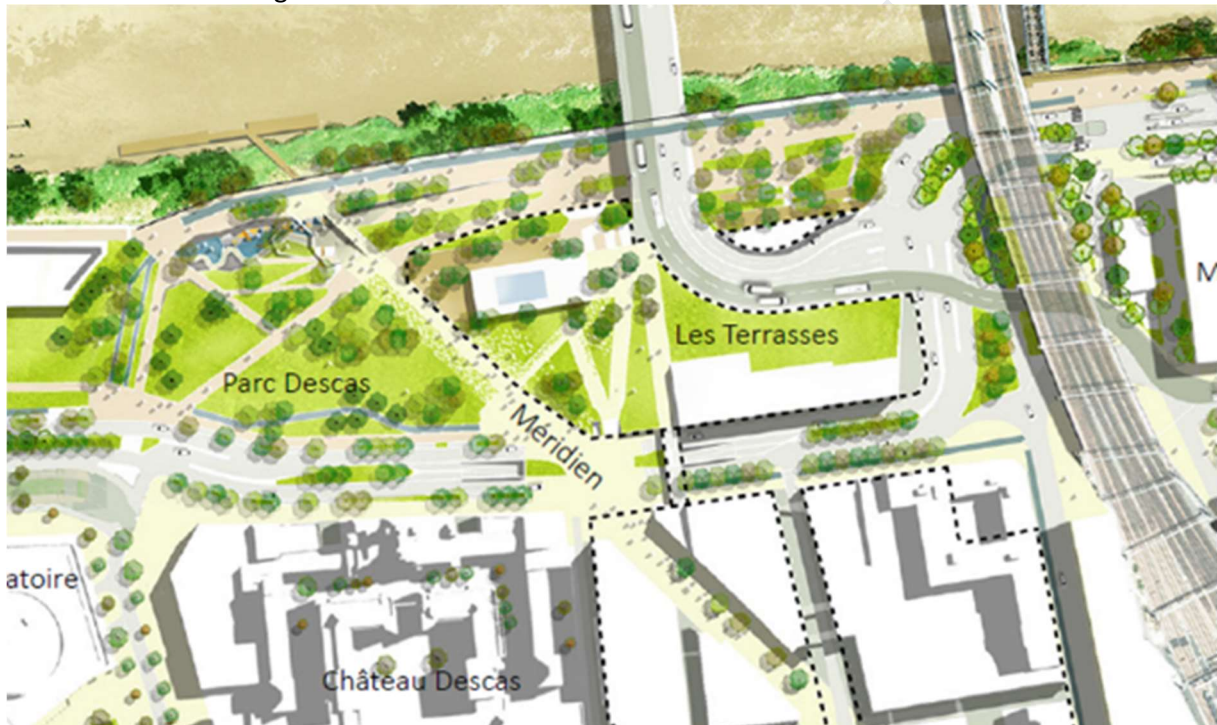 Les Terrasses
M
Parc Descas
Méridien
atoire
Château Descas